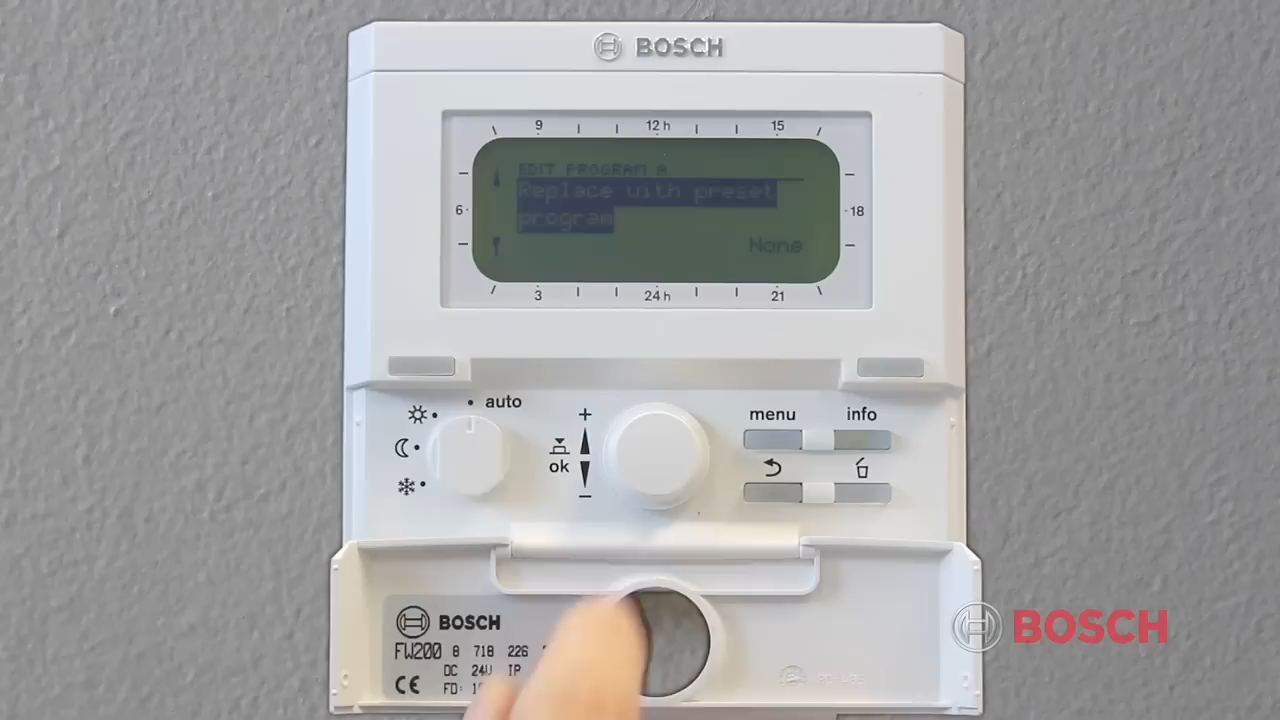 BOSCH
9 12 h 15
EDIT PROGRAM A
Replace with preset
program
6
18
None
3 24 h 21
auto
menu info
ok
+
−
BOSCH
FW200 8 718 226
DC 24V IP
CE FD:
BOSCH